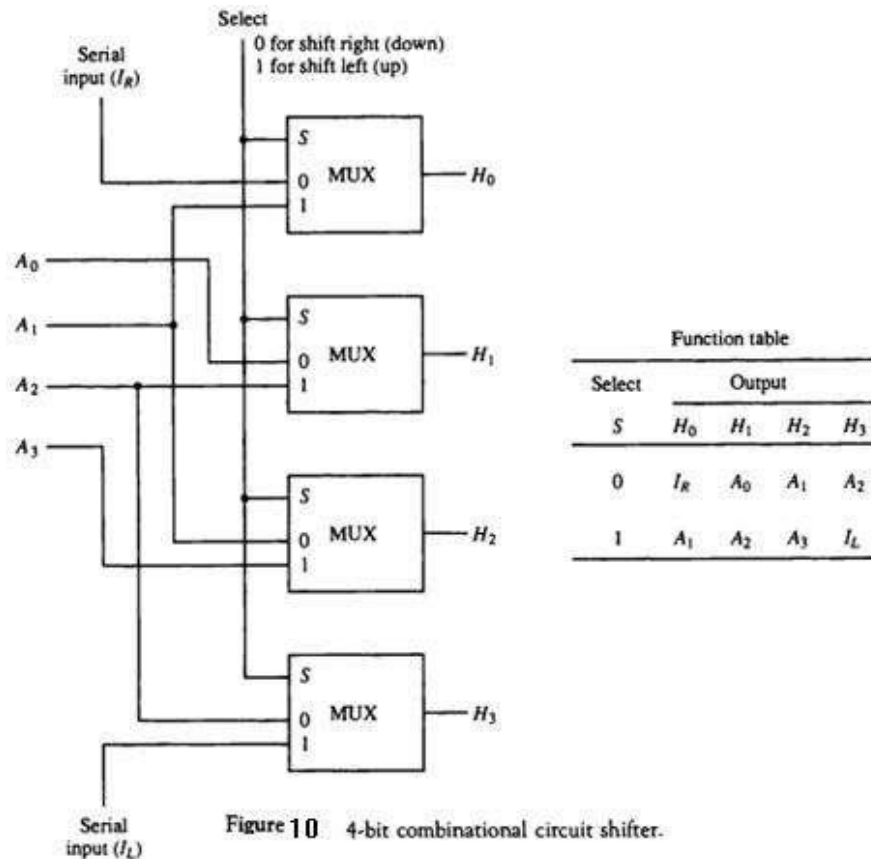 Select
0 for shift right (down)
1 for shift left (up)
Serial
input (I_R)
S
MUX
0
1
H_0
A_0
A_1
A_2
A_3
S
MUX
0
1
H_1
S
MUX
0
1
H_2
S
MUX
0
1
H_3
Serial
input (I_L)
Function table
Select Output
S H_0 H_1 H_2 H_3
0 I_R A_0 A_1 A_2
1 A_1 A_2 A_3 I_L
Figure 10 4-bit combinational circuit shifter.